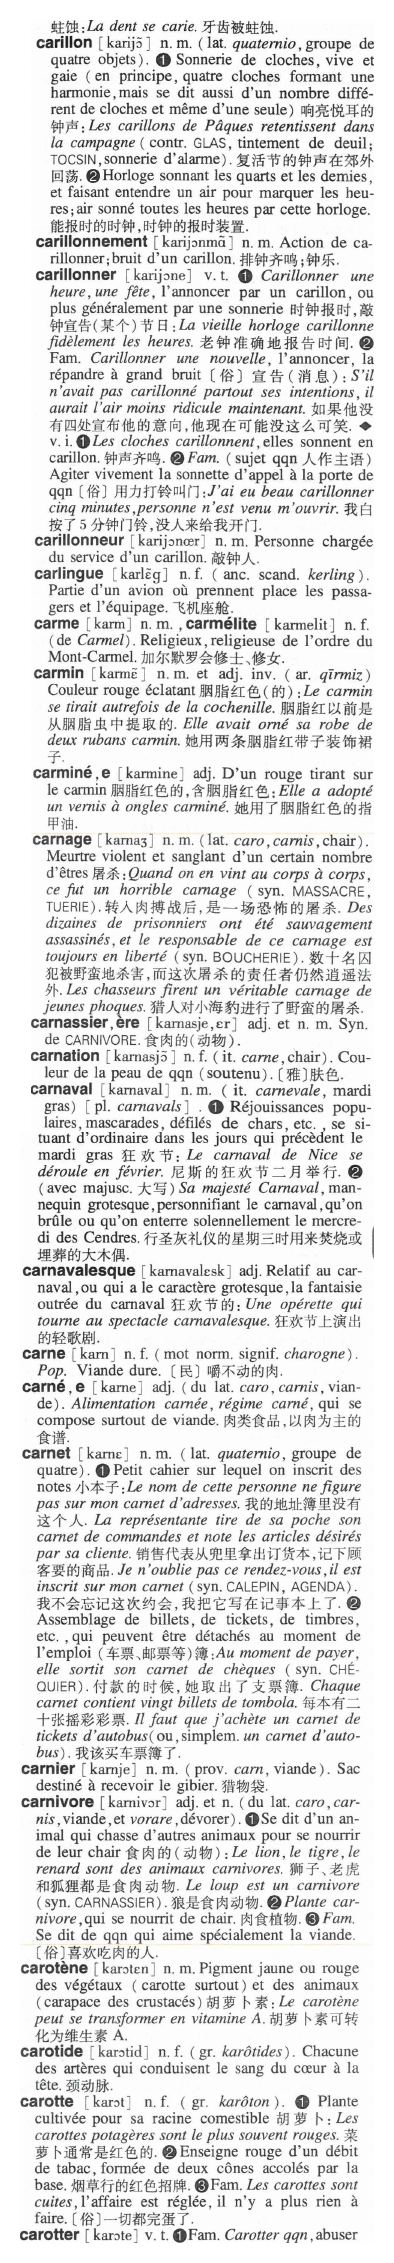 蛀蚀:La dent se carie. 牙齿被蛀蚀.
carillon [karijɔ̃] n. m. ( lat. quaternio, groupe de
quatre objets). ❶ Sonnerie de cloches, vive et
gaie ( en principe, quatre cloches formant une
harmonie,mais se dit aussi d'un nombre diffé-
rent de cloches et même d'une seule) 响亮悦耳的
钟声:Les carillons de Pâques retentissent dans
la campagne ( contr. GLAS, tintement de deuil;
TOCSIN,sonnerie d'alarme). 复活节的钟声在郊外
回荡. ❷Horloge sonnant les quarts et les demies,
et faisant entendre un air pour marquer les heu-
res;air sonné toutes les heures par cette horloge.
能报时的时钟,时钟的报时装置.
carillonnement [karijɔnmɑ̃] n. m. Action de ca-
rillonner;bruit d'un carillon. 排钟齐鸣;钟乐.
carillonner [karijɔne] v. t. ❶ Carillonner une
heure, une fête, l'annoncer par un carillon, ou
plus généralement par une sonnerie 时钟报时,敲
钟宣告(某个)节日:La vieille horloge carillonne
fidèlement les heures. 老钟准确地报告时间. ❷
Fam. Carillonner une nouvelle, l'annoncer, la
répandre à grand bruit 〔俗〕宣告(消息):S'il
n'avait pas carillonné partout ses intentions, il
aurait l'air moins ridicule maintenant. 如果他没
有四处宣布他的意向,他现在可能没这么可笑. ◆
v. i. ❶Les cloches carillonnent,elles sonnent en
carillon. 钟声齐鸣. ❷Fam. (sujet qqn 人作主语)
Agiter vivement la sonnette d'appel à la porte de
qqn〔俗〕用力打铃叫门:J'ai eu beau carillonner
cinq minutes,personne n'est venu m'ouvrir. 我白
按了5分钟门铃,没人来给我开门.
carillonneur [karijɔnœr] n. m. Personne chargée
du service d'un carillon. 敲钟人.
carlingue [karlɛ̃g] n. f. ( anc. scand. kerling ).
Partie d'un avion où prennent place les passa-
gers et l'équipage. 飞机座舱.
carme [karm] n. m. , carmélite [karmelit] n. f.
(de Carmel). Religieux,religieuse de l'ordre du
Mont-Carmel. 加尔默罗会修士、修女.
carmin [karmɛ̃] n. m. et adj. inv. ( ar. qīrmiz)
Couleur rouge éclatant 胭脂红色(的):Le carmin
se tirait autrefois de la cochenille. 胭脂红以前是
从胭脂虫中提取的. Elle avait orné sa robe de
deux rubans carmin. 她用两条胭脂红带子装饰裙
子.
carminé,e [karmine] adj. D'un rouge tirant sur
le carmin 胭脂红色的,含胭脂红色:Elle a adopté
un vernis à ongles carminé. 她用了胭脂红色的指
甲油.
carnage [karnaʒ] n. m. (lat. caro,carnis,chair).
Meurtre violent et sanglant d'un certain nombre
d'êtres 屠杀:Quand on en vint au corps à corps,
ce fut un horrible carnage ( syn. MASSACRE,
TUERIE). 转入肉搏战后,是一场恐怖的屠杀. Des
dizaines de prisonniers ont été sauvagement
assassinés, et le responsable de ce carnage est
toujours en liberté (syn. BOUCHERIE). 数十名囚
犯被野蛮地杀害,而这次屠杀的责任者仍然逍遥法
外. Les chasseurs firent un véritable carnage de
jeunes phoques. 猎人对小海豹进行了野蛮的屠杀.
carnassier,ère [karnasje,ɛr] adj. et n. m. Syn.
de CARNIVORE. 食肉的(动物).
carnation [karnasjɔ̃] n. f. (it. carne,chair). Cou-
leur de la peau de qqn (soutenu).〔雅〕肤色.
carnaval [karnaval] n. m. ( it. carnevale, mardi
gras) [ pl. carnavals ] . ❶ Réjouissances popu-
laires, mascarades, défilés de chars, etc. , se si-
tuant d'ordinaire dans les jours qui précèdent le
mardi gras 狂欢节: Le carnaval de Nice se
déroule en février. 尼斯的狂欢节二月举行. ❷
(avec majusc. 大写) Sa majesté Carnaval, man-
nequin grotesque,personnifiant le carnaval,qu'on
brûle ou qu'on enterre solennellement le mercre-
di des Cendres. 行圣灰礼仪的星期三时用来焚烧或
埋葬的大木偶.
carnavalesque [karnavalɛsk] adj. Relatif au car-
naval,ou qui a le caractère grotesque,la fantaisie
outrée du carnaval 狂欢节的: Une opérette qui
tourne au spectacle carnavalesque. 狂欢节上演出
的轻歌剧.
carne [karn] n. f. ( mot norm. signif. charogne).
Pop. Viande dure. 〔民〕嚼不动的肉.
carné, e [karne] adj. ( du lat. caro, carnis, vian-
de). Alimentation carnée, régime carné, qui se
compose surtout de viande. 肉类食品,以肉为主的
食谱.
carnet [karnɛ] n. m. ( lat. quaternio, groupe de
quatre). ❶Petit cahier sur lequel on inscrit des
notes 小本子:Le nom de cette personne ne figure
pas sur mon carnet d'adresses. 我的地址簿里没有
这个人. La représentante tire de sa poche son
carnet de commandes et note les articles désirés
par sa cliente. 销售代表从兜里拿出订货本,记下顾
客要的商品. Je n'oublie pas ce rendez-vous,il est
inscrit sur mon carnet (syn. CALEPIN, AGENDA).
我不会忘记这次约会,我把它写在记事本上了. ❷
Assemblage de billets, de tickets, de timbres,
etc. , qui peuvent être détachés au moment de
l'emploi (车票、邮票等)簿:Au moment de payer,
elle sortit son carnet de chèques ( syn. CHÉ-
QUIER). 付款的时候,她取出了支票簿. Chaque
carnet contient vingt billets de tombola. 每本有二
十张摇彩彩票. Il faut que j'achète un carnet de
tickets d'autobus(ou,simplem. un carnet d'auto-
bus). 我该买车票簿了.
carnier [karnje] n. m. ( prov. carn, viande). Sac
destiné à recevoir le gibier. 猎物袋.
carnivore [karnivɔr] adj. et n. ( du lat. caro,car-
nis,viande,et vorare,dévorer). ❶Se dit d'un an-
imal qui chasse d'autres animaux pour se nourrir
de leur chair 食肉的(动物):Le lion,le tigre,le
renard sont des animaux carnivores. 狮子、老虎
和狐狸都是食肉动物. Le loup est un carnivore
(syn. CARNASSIER). 狼是食肉动物. ❷Plante car-
nivore,qui se nourrit de chair. 肉食植物. ❸Fam.
Se dit de qqn qui aime spécialement la viande.
〔俗〕喜欢吃肉的人.
carotène [karɔtɛn] n. m. Pigment jaune ou rouge
des végétaux ( carotte surtout) et des animaux
(carapace des crustacés) 胡萝卜素:Le carotène
peut se transformer en vitamine A. 胡萝卜素可转
化为维生素 A.
carotide [karɔtid] n. f. ( gr. karôtides). Chacune
des artères qui conduisent le sang du cœur à la
tête. 颈动脉.
carotte [karɔt] n. f. ( gr. karôton ). ❶ Plante
cultivée pour sa racine comestible 胡萝卜: Les
carottes potagères sont le plus souvent rouges. 菜
萝卜通常是红色的. ❷Enseigne rouge d'un débit
de tabac, formée de deux cônes accolés par la
base. 烟草行的红色招牌. ❸Fam. Les carottes sont
cuites,l'affaire est réglée, il n'y a plus rien à
faire.〔俗〕一切都完蛋了.
carotter [karɔte] v. t. ❶Fam. Carotter qqn,abuser